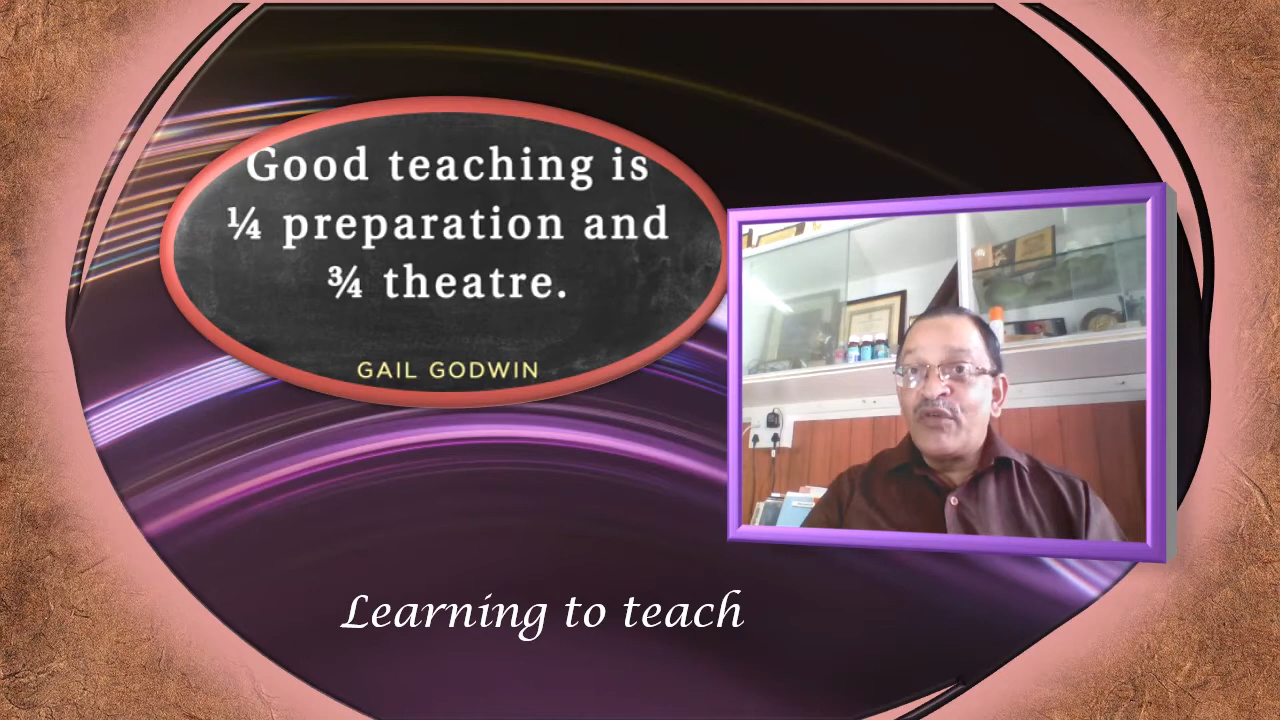 Good teaching is
¼ preparation and
¾ theatre.
GAIL GODWIN
Learning to teach